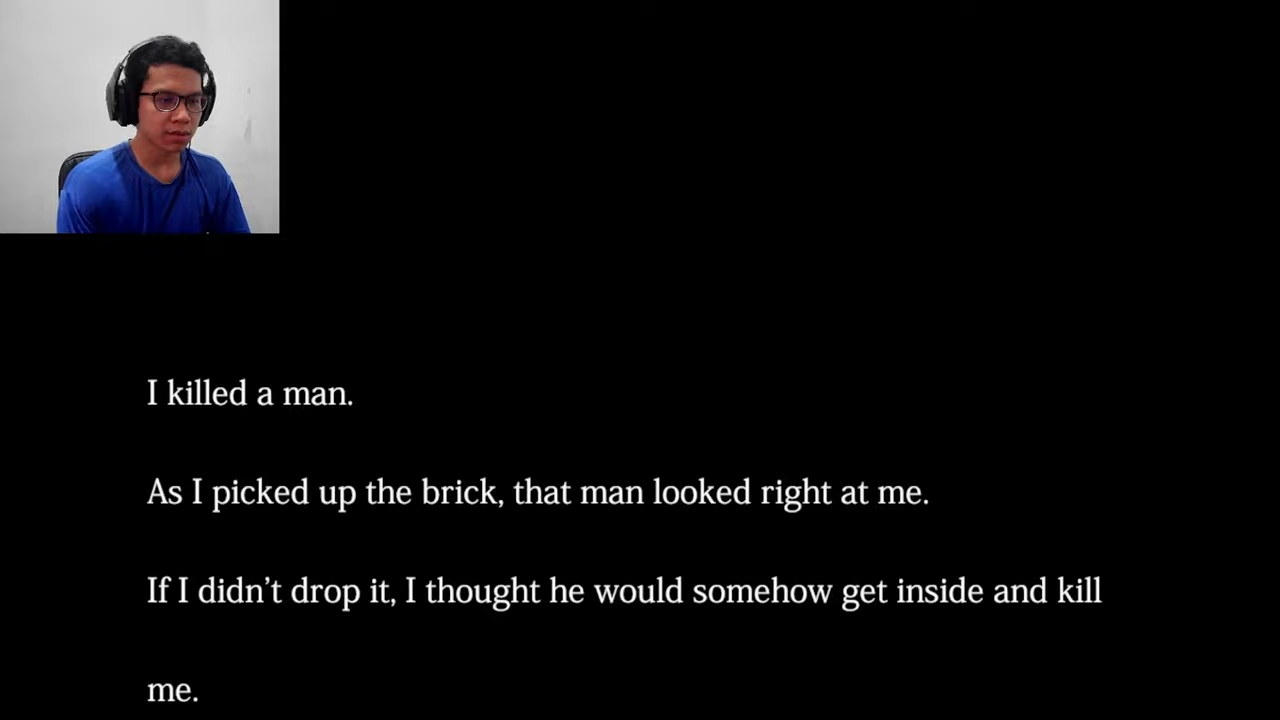 I killed a man.
As I picked up the brick, that man looked right at me.
If I didn’t drop it, I thought he would somehow get inside and kill
me.